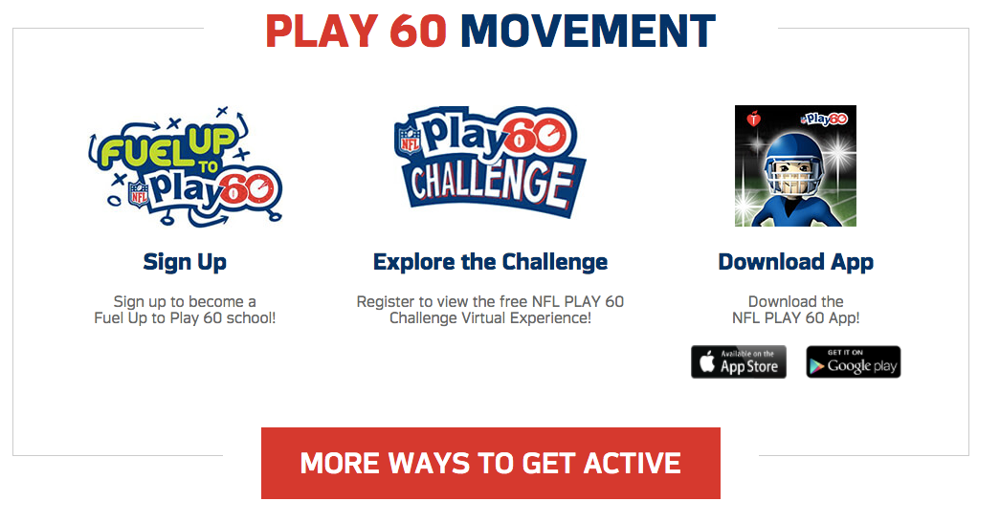 PLAY 60 MOVEMENT
FUEL UP
TO
NFL play 60
NFL play 60
CHALLENGE
NFL play 60
Sign Up
Explore the Challenge
Download App
Sign up to become a
Fuel Up to Play 60 school!
Register to view the free NFL PLAY 60
Challenge Virtual Experience!
Download the
NFL PLAY 60 App!
Available on the
App Store
GET IT ON
Google play
MORE WAYS TO GET ACTIVE